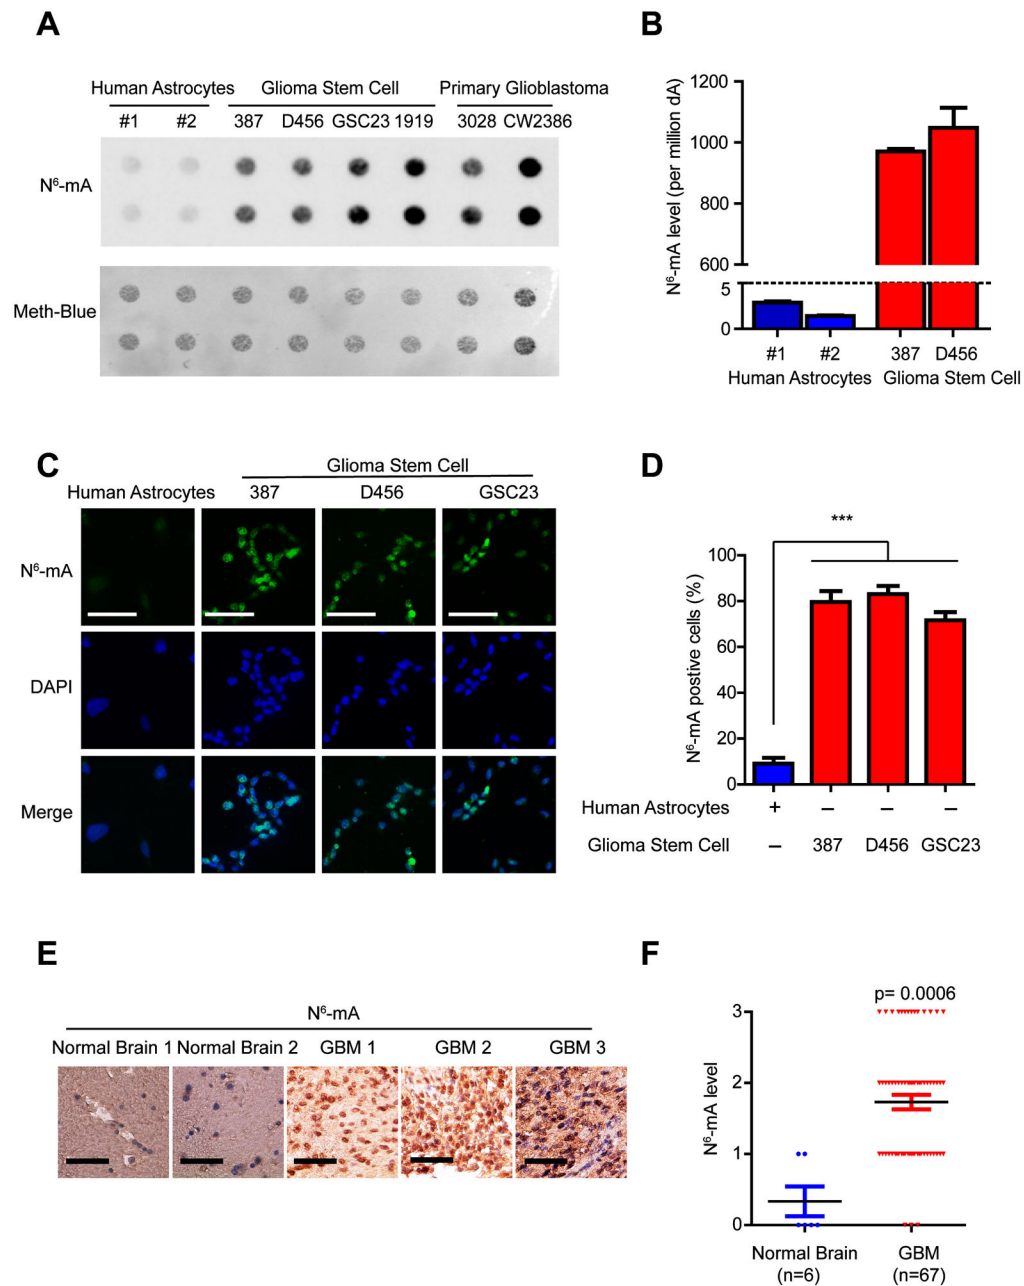 A
Human Astrocytes Glioma Stem Cell Primary Glioblastoma
#1 #2 387 D456 GSC23 1919 3028 CW2386
N⁶-mA
Meth-Blue
B
N⁶-mA level (per million dA)
1200
1000
800
600
5
0
#1 #2 387 D456
Human Astrocytes Glioma Stem Cell
C
Glioma Stem Cell
Human Astrocytes 387 D456 GSC23
N⁶-mA
DAPI
Merge
D
***
N⁶-mA postive cells (%)
100
80
60
40
20
0
Human Astrocytes + – – –
Glioma Stem Cell – 387 D456 GSC23
E
N⁶-mA
Normal Brain 1 Normal Brain 2 GBM 1 GBM 2 GBM 3
F
p= 0.0006
N⁶-mA level
3
2
1
0
Normal Brain GBM
(n=6) (n=67)